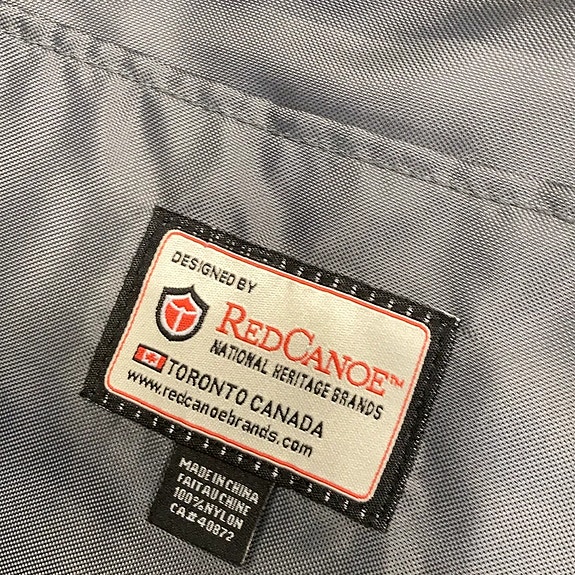 DESIGNED BY
REDCANOE™
NATIONAL HERITAGE BRANDS
TORONTO CANADA
www.redcanoebrands.com
MADE IN CHINA
FAIT AU CHINE
100% NYLON
CA# 40872